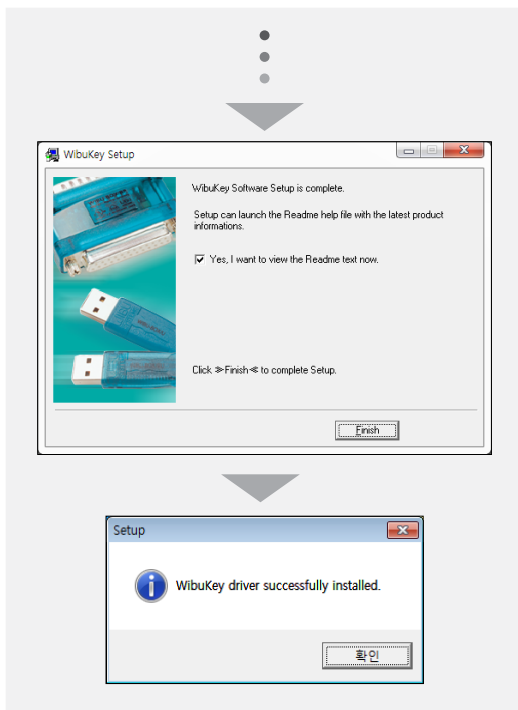 WibuKey Setup
WibuKey Software Setup is complete.
Setup can launch the Readme help file with the latest product
informations.
Yes, I want to view the Readme text now.
Click ≫Finish≪ to complete Setup.
Finish
Setup
WibuKey driver successfully installed.
확인